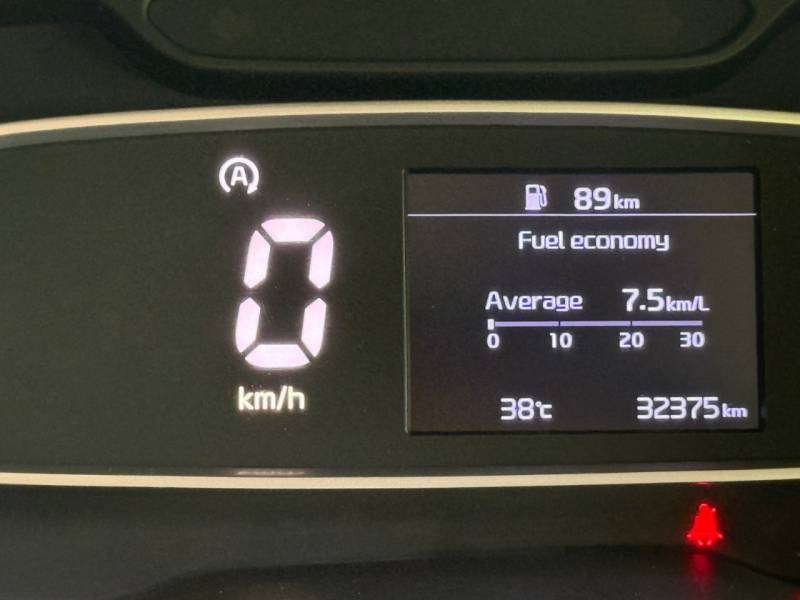 A
0
km/h
89km
Fuel economy
Average 7.5km/L
0 10 20 30
38℃ 32375km